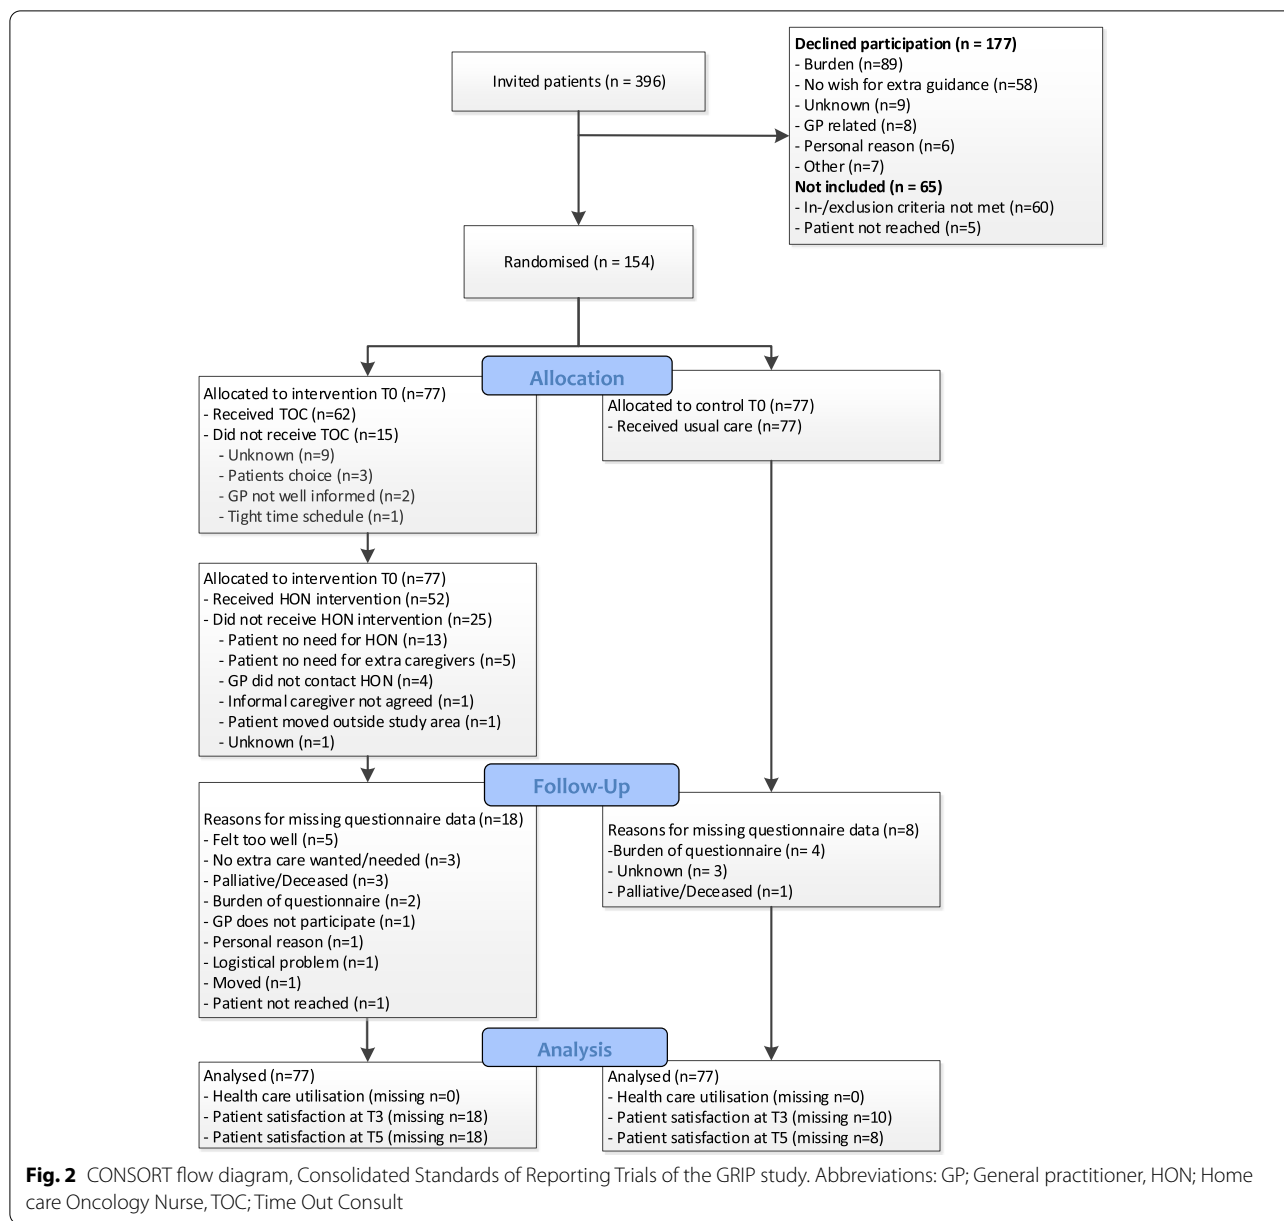 Invited patients (n = 396)
Declined participation (n = 177)
- Burden (n=89)
- No wish for extra guidance (n=58)
- Unknown (n=9)
- GP related (n=8)
- Personal reason (n=6)
- Other (n=7)
Not included (n = 65)
- In-/exclusion criteria not met (n=60)
- Patient not reached (n=5)
Randomised (n = 154)
Allocation
Allocated to intervention T0 (n=77)
- Received TOC (n=62)
- Did not receive TOC (n=15)
- Unknown (n=9)
- Patients choice (n=3)
- GP not well informed (n=2)
- Tight time schedule (n=1)
Allocated to control T0 (n=77)
- Received usual care (n=77)
Allocated to intervention T0 (n=77)
- Received HON intervention (n=52)
- Did not receive HON intervention (n=25)
- Patient no need for HON (n=13)
- Patient no need for extra caregivers (n=5)
- GP did not contact HON (n=4)
- Informal caregiver not agreed (n=1)
- Patient moved outside study area (n=1)
- Unknown (n=1)
Follow-Up
Reasons for missing questionnaire data (n=18)
- Felt too well (n=5)
- No extra care wanted/needed (n=3)
- Palliative/Deceased (n=3)
- Burden of questionnaire (n=2)
- GP does not participate (n=1)
- Personal reason (n=1)
- Logistical problem (n=1)
- Moved (n=1)
- Patient not reached (n=1)
Reasons for missing questionnaire data (n=8)
-Burden of questionnaire (n= 4)
- Unknown (n= 3)
- Palliative/Deceased (n=1)
Analysis
Analysed (n=77)
- Health care utilisation (missing n=0)
- Patient satisfaction at T3 (missing n=18)
- Patient satisfaction at T5 (missing n=18)
Analysed (n=77)
- Health care utilisation (missing n=0)
- Patient satisfaction at T3 (missing n=10)
- Patient satisfaction at T5 (missing n=8)
Fig. 2 CONSORT flow diagram, Consolidated Standards of Reporting Trials of the GRIP study. Abbreviations: GP; General practitioner, HON; Home
care Oncology Nurse, TOC; Time Out Consult